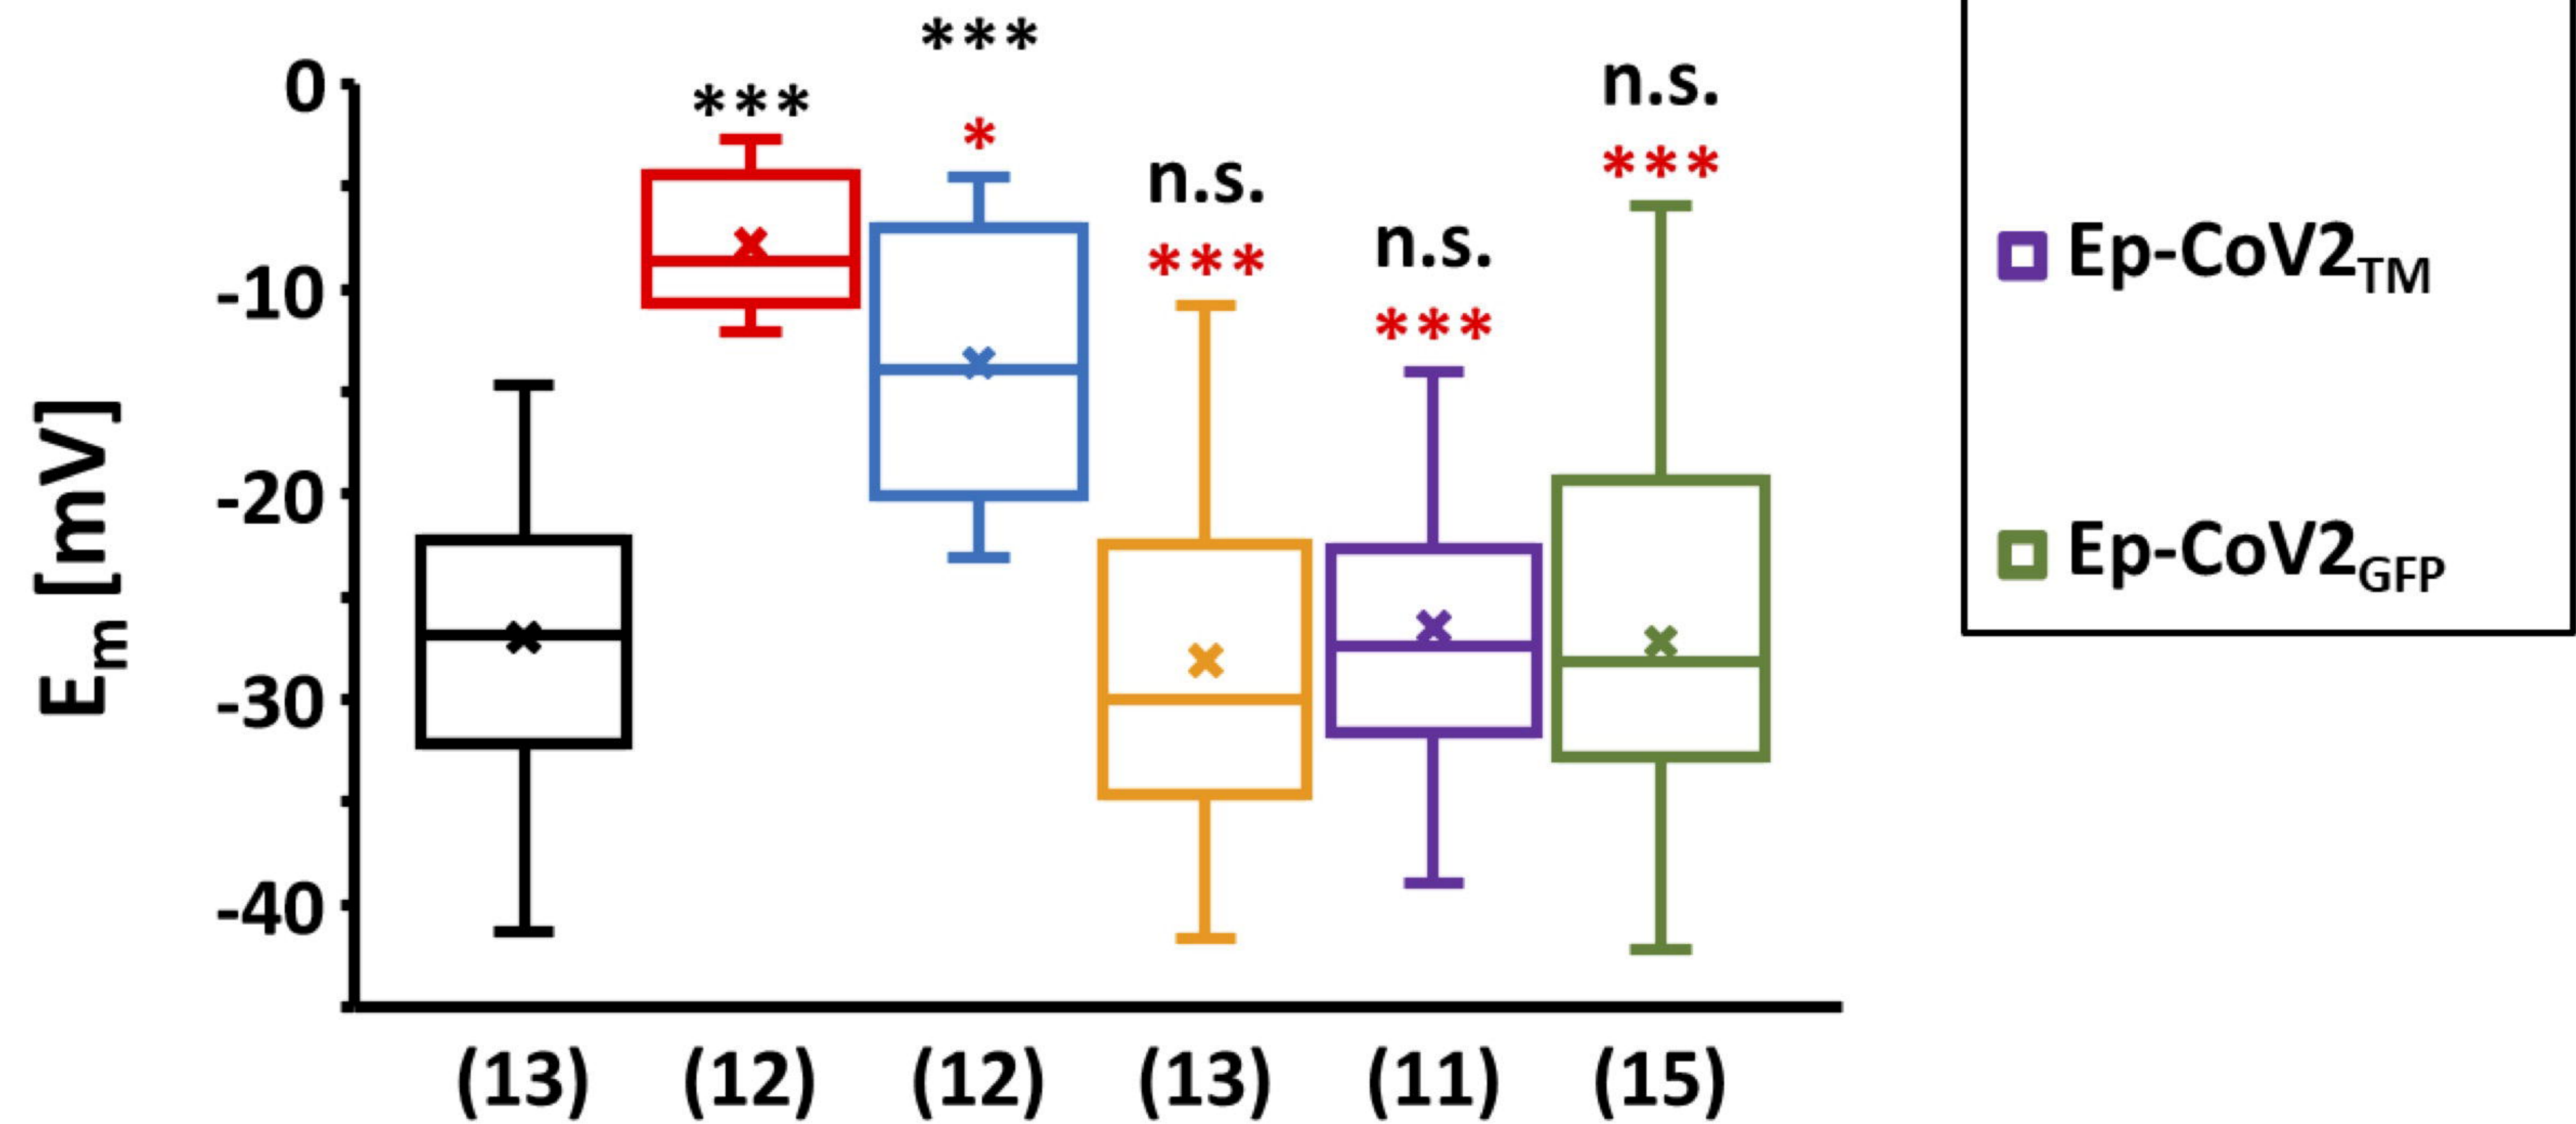 ***
0
***
n.s.
*
***
n.s.
***
n.s.
***
Ep-CoV2TM
-10
-20
Ep-CoV2GFP
-30
-40
Em [mV]
(13) (12) (12) (13) (11) (15)